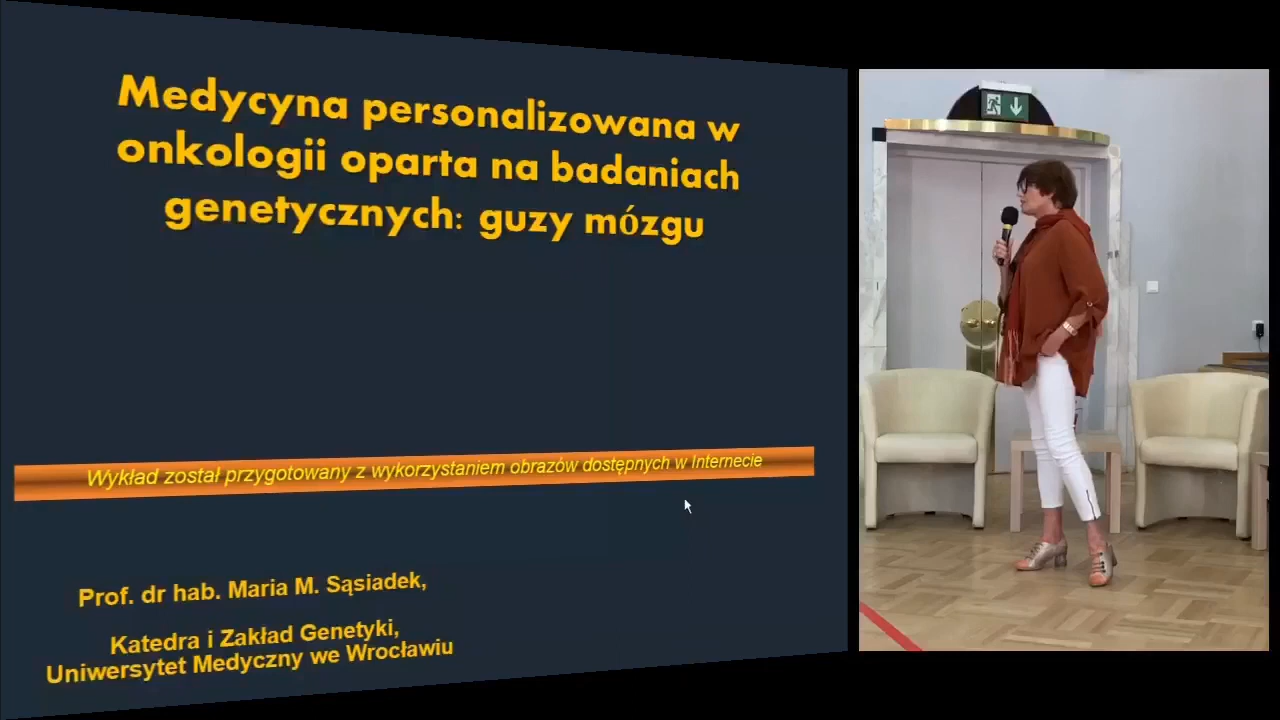 Medycyna personalizowana w
onkologii oparta na badaniach
genetycznych: guzy mózgu
Wykład został przygotowany z wykorzystaniem obrazów dostępnych w Internecie
Prof. dr hab. Maria M. Sąsiadek,
Katedra i Zakład Genetyki,
Uniwersytet Medyczny we Wrocławiu